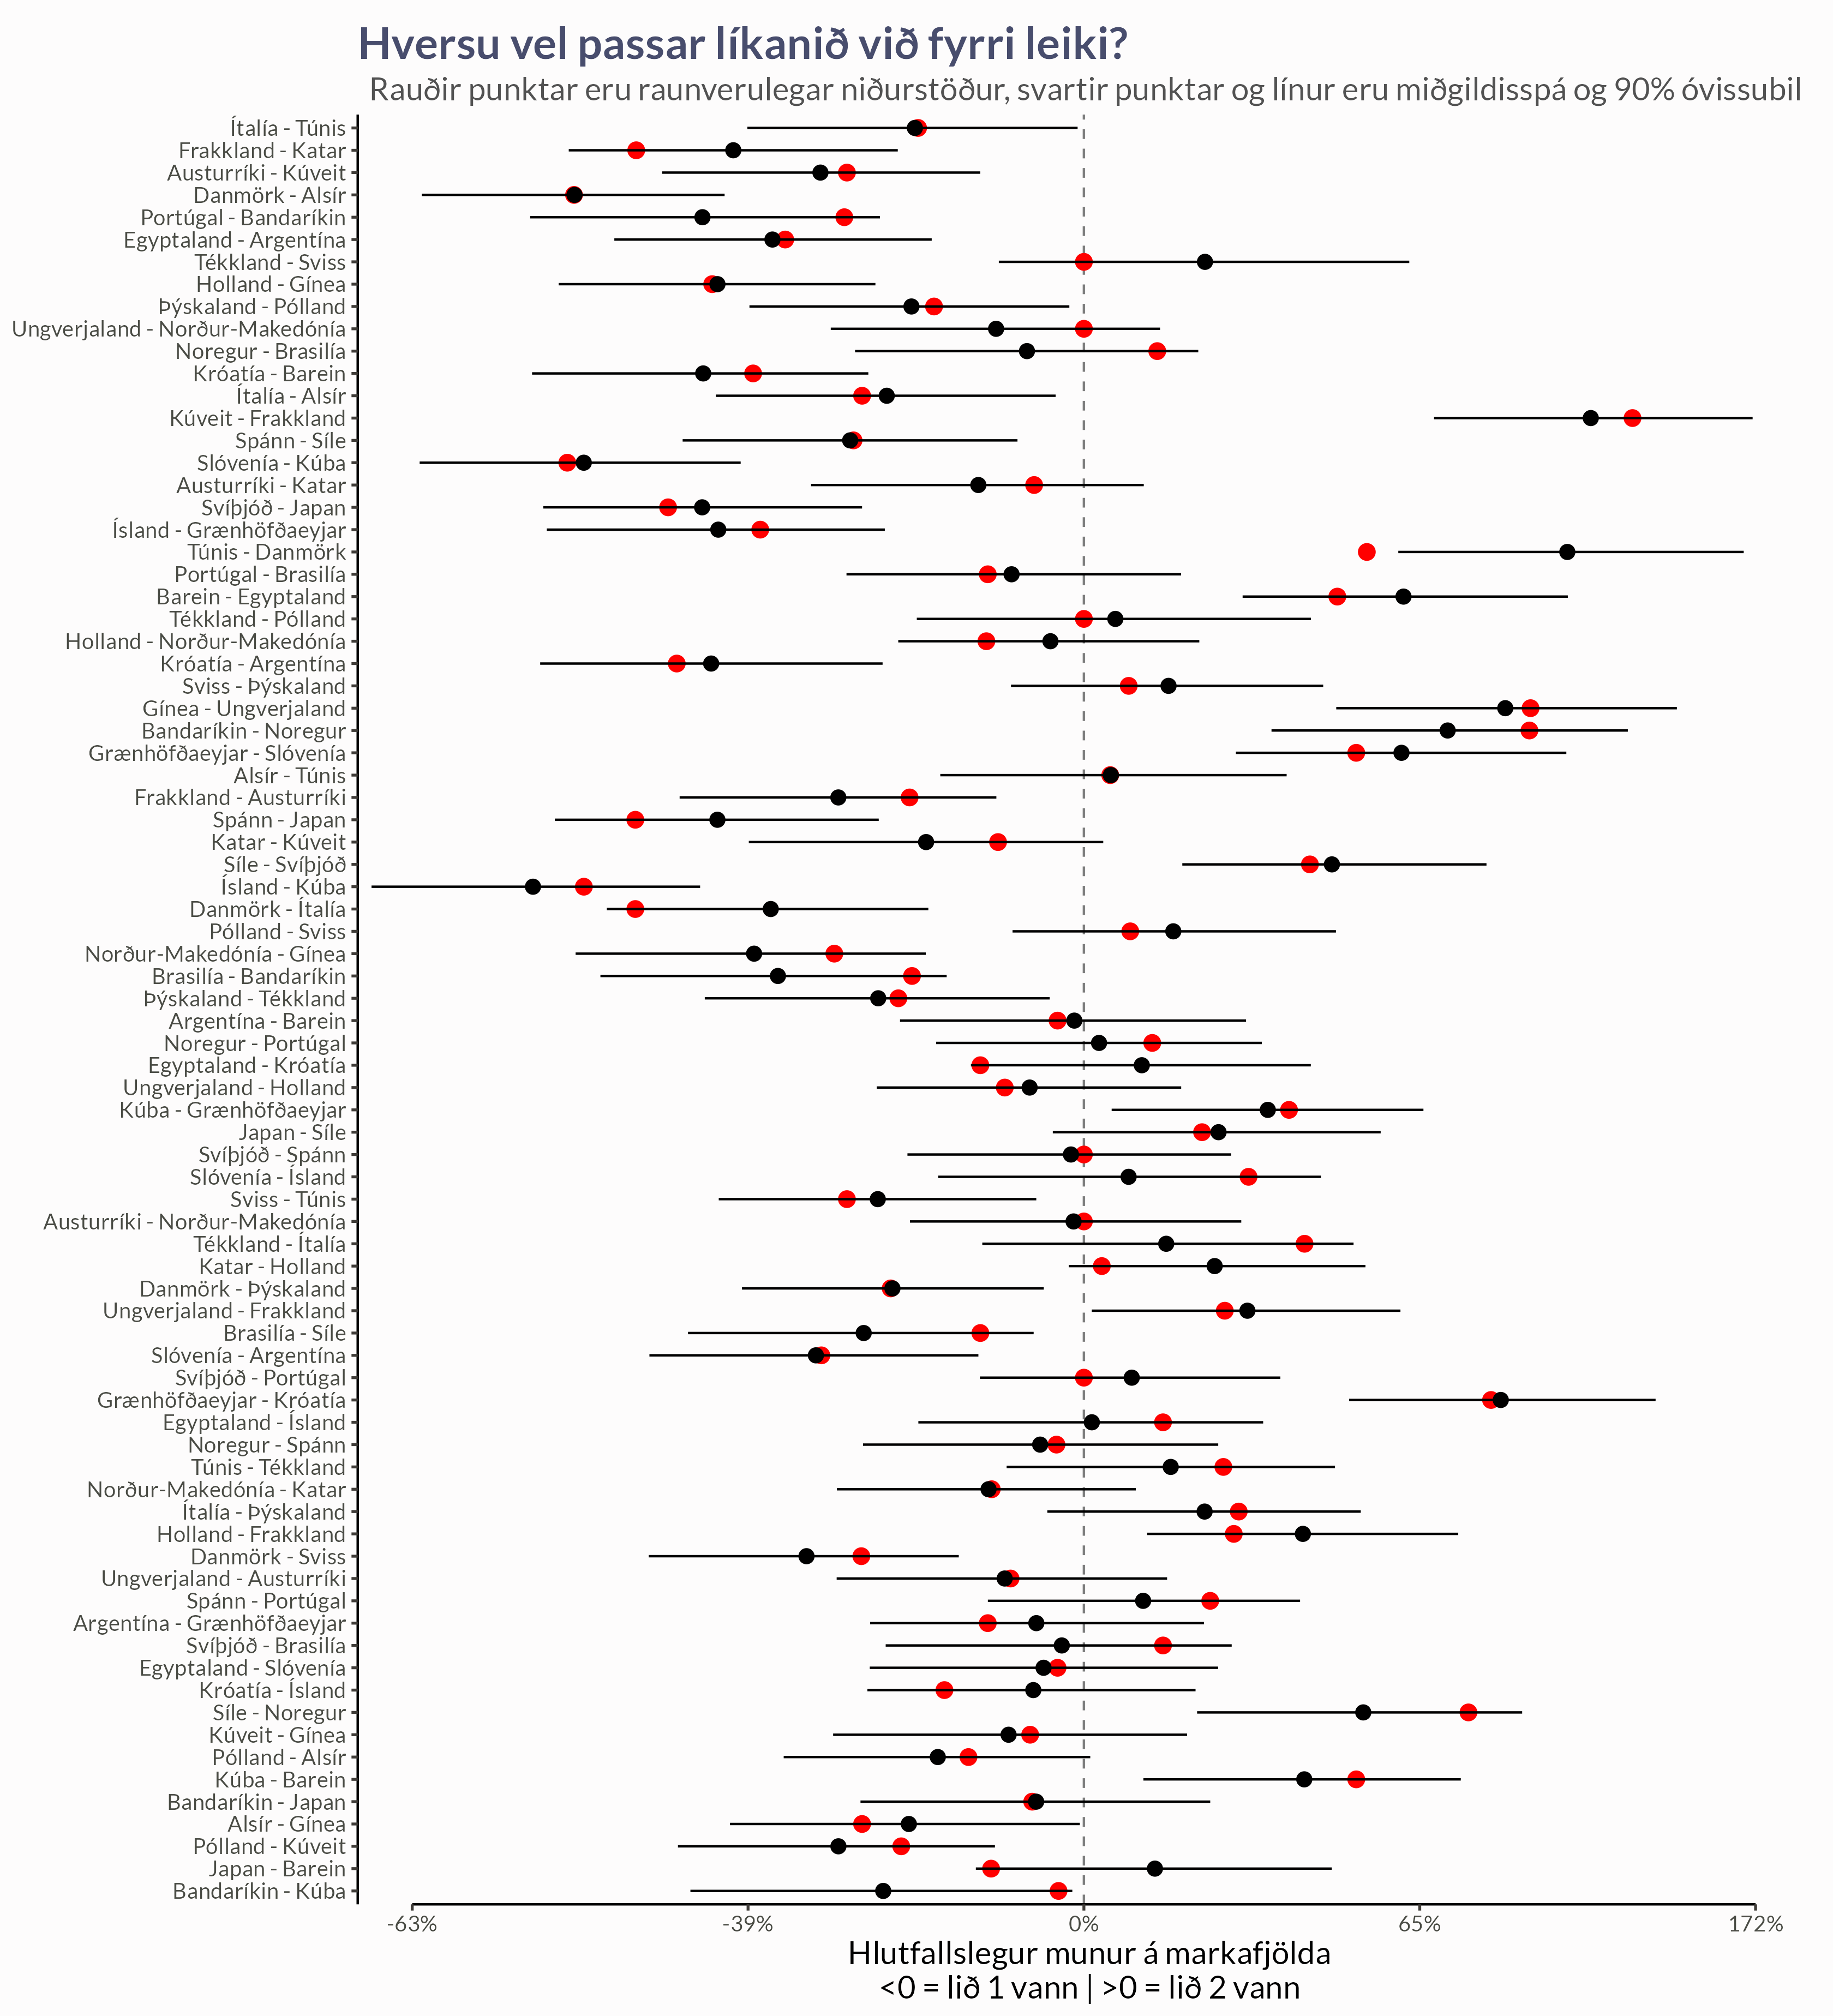 Hversu vel passar líkanið við fyrri leiki?
Rauðir punktar eru raunverulegar niðurstöður, svartir punktar og línur eru miðgildisspá og 90% óvissubil
Ítalía - Túnis
Frakkland - Katar
Austurríki - Kúveit
Danmörk - Alsír
Portúgal - Bandaríkin
Egyptaland - Argentína
Tékkland - Sviss
Holland - Gínea
Þýskaland - Pólland
Ungverjaland - Norður-Makedónía
Noregur - Brasilía
Króatía - Barein
Ítalía - Alsír
Kúveit - Frakkland
Spánn - Síle
Slóvenía - Kúba
Austurríki - Katar
Svíþjóð - Japan
Ísland - Grænhöfðaeyjar
Túnis - Danmörk
Portúgal - Brasilía
Barein - Egyptaland
Tékkland - Pólland
Holland - Norður-Makedónía
Króatía - Argentína
Sviss - Þýskaland
Gínea - Ungverjaland
Bandaríkin - Noregur
Grænhöfðaeyjar - Slóvenía
Alsír - Túnis
Frakkland - Austurríki
Spánn - Japan
Katar - Kúveit
Síle - Svíþjóð
Ísland - Kúba
Danmörk - Ítalía
Pólland - Sviss
Norður-Makedónía - Gínea
Brasilía - Bandaríkin
Þýskaland - Tékkland
Argentína - Barein
Noregur - Portúgal
Egyptaland - Króatía
Ungverjaland - Holland
Kúba - Grænhöfðaeyjar
Japan - Síle
Svíþjóð - Spánn
Slóvenía - Ísland
Sviss - Túnis
Austurríki - Norður-Makedónía
Tékkland - Ítalía
Katar - Holland
Danmörk - Þýskaland
Ungverjaland - Frakkland
Brasilía - Síle
Slóvenía - Argentína
Svíþjóð - Portúgal
Grænhöfðaeyjar - Króatía
Egyptaland - Ísland
Noregur - Spánn
Túnis - Tékkland
Norður-Makedónía - Katar
Ítalía - Þýskaland
Holland - Frakkland
Danmörk - Sviss
Ungverjaland - Austurríki
Spánn - Portúgal
Argentína - Grænhöfðaeyjar
Svíþjóð - Brasilía
Egyptaland - Slóvenía
Króatía - Ísland
Síle - Noregur
Kúveit - Gínea
Pólland - Alsír
Kúba - Barein
Bandaríkin - Japan
Alsír - Gínea
Pólland - Kúveit
Japan - Barein
Bandaríkin - Kúba
-63% -39% 0% 65% 172%
Hlutfallslegur munur á markafjölda
<0 = lið 1 vann | >0 = lið 2 vann